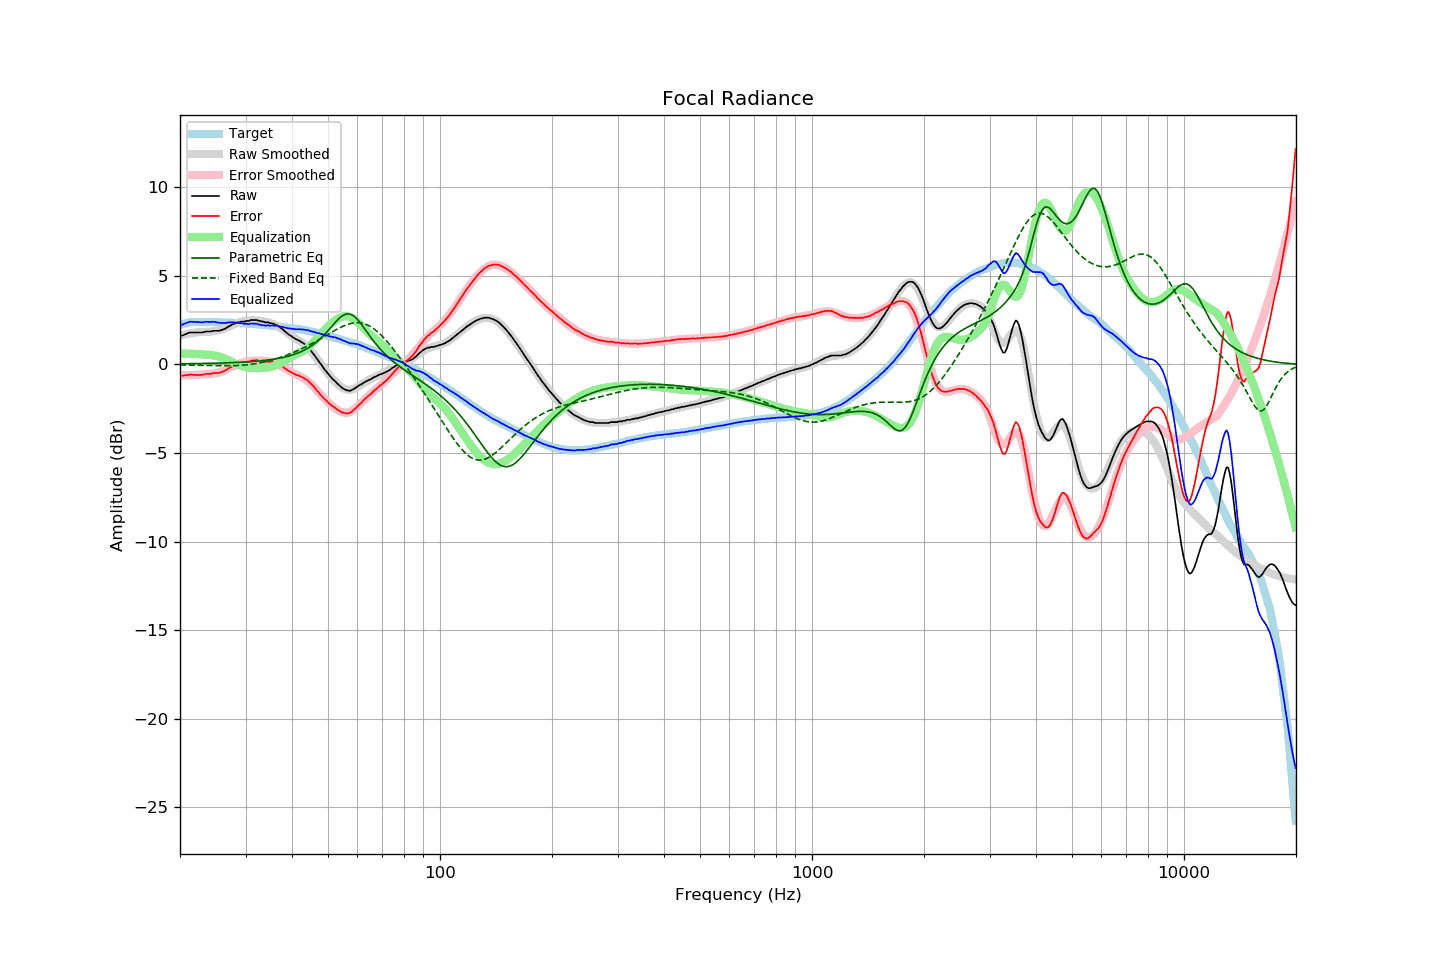 Focal Radiance
Target
Raw Smoothed
Error Smoothed
Raw
Error
Equalization
Parametric Eq
Fixed Band Eq
Equalized
10
5
0
−5
−10
−15
−20
−25
Amplitude (dBr)
100
1000
10000
Frequency (Hz)